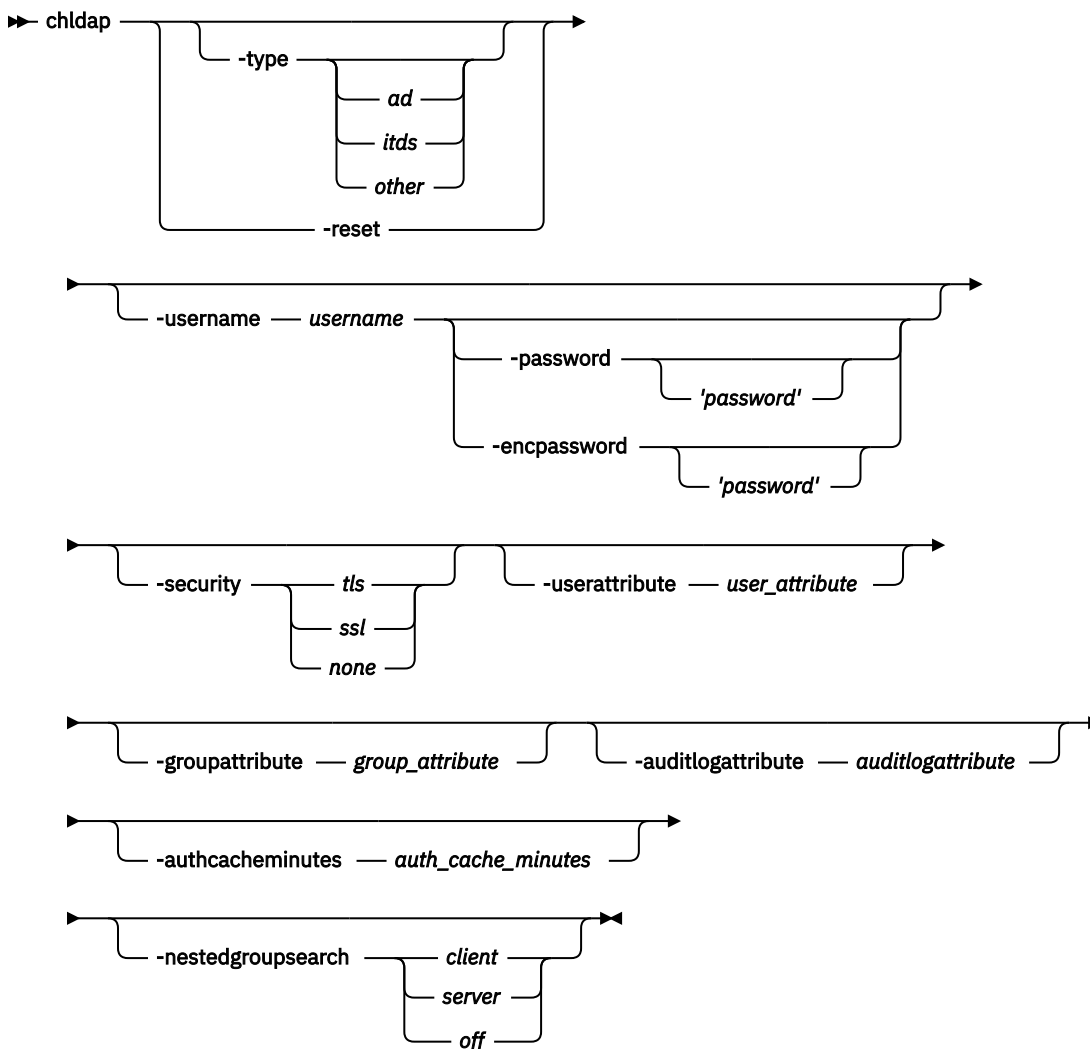 chldap
-type
ad
itds
other
-reset
-username username
-password
'password'
-encpassword
'password'
-security tls
ssl
none
-userattribute user_attribute
-groupattribute group_attribute
-auditlogattribute auditlogattribute
-authcacheminutes auth_cache_minutes
-nestedgroupsearch client
server
off